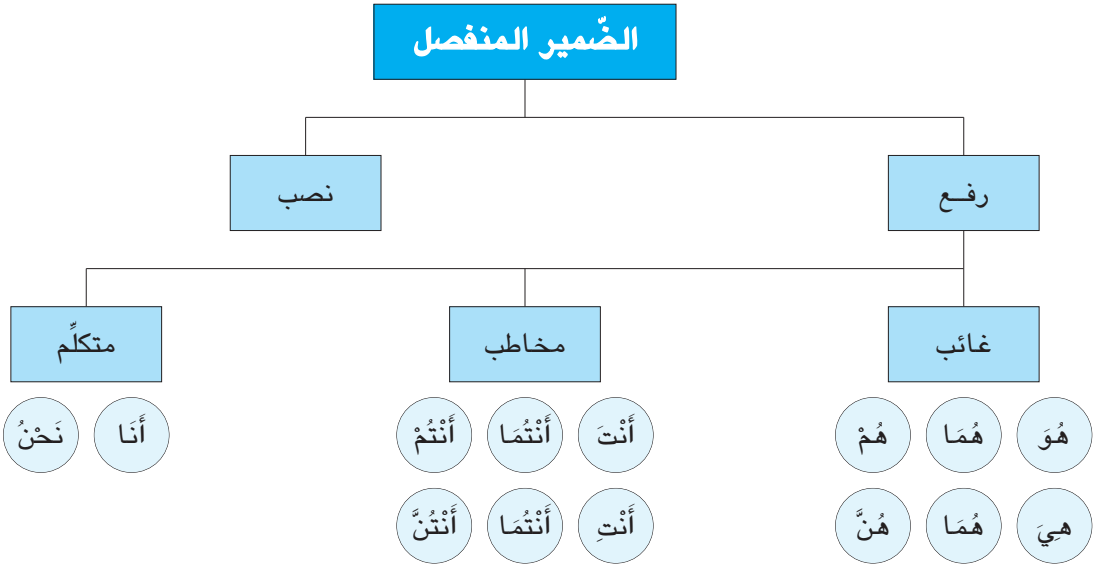 الضّمير المنفصل
رفـع
نصب
غائب
مخاطب
متكلِّم
هُوَ هُمَا هُمْ
أَنْتَ أَنْتُمَا أَنْتُمْ
أَنَا نَحْنُ
هِيَ هُمَا هُنَّ
أَنْتِ أَنْتُمَا أَنْتُنَّ